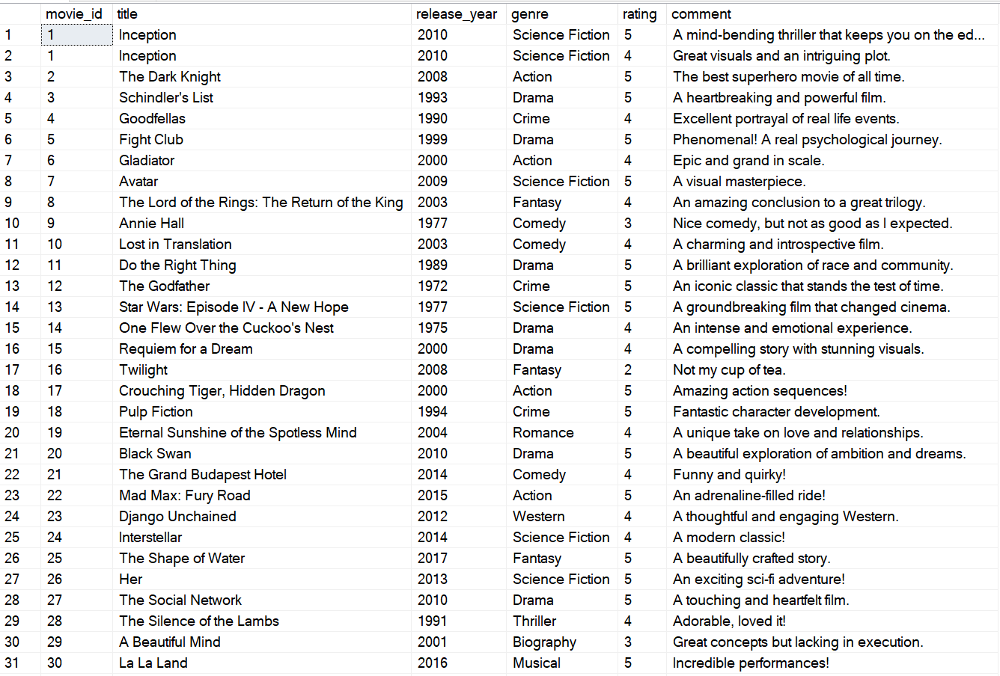 movie_id title release_year genre rating comment
1 1 Inception 2010 Science Fiction 5 A mind-bending thriller that keeps you on the ed...
2 1 Inception 2010 Science Fiction 4 Great visuals and an intriguing plot.
3 2 The Dark Knight 2008 Action 5 The best superhero movie of all time.
4 3 Schindler's List 1993 Drama 5 A heartbreaking and powerful film.
5 4 Goodfellas 1990 Crime 4 Excellent portrayal of real life events.
6 5 Fight Club 1999 Drama 5 Phenomenal! A real psychological journey.
7 6 Gladiator 2000 Action 4 Epic and grand in scale.
8 7 Avatar 2009 Science Fiction 5 A visual masterpiece.
9 8 The Lord of the Rings: The Return of the King 2003 Fantasy 4 An amazing conclusion to a great trilogy.
10 9 Annie Hall 1977 Comedy 3 Nice comedy, but not as good as I expected.
11 10 Lost in Translation 2003 Comedy 4 A charming and introspective film.
12 11 Do the Right Thing 1989 Drama 5 A brilliant exploration of race and community.
13 12 The Godfather 1972 Crime 5 An iconic classic that stands the test of time.
14 13 Star Wars: Episode IV - A New Hope 1977 Science Fiction 5 A groundbreaking film that changed cinema.
15 14 One Flew Over the Cuckoo's Nest 1975 Drama 4 An intense and emotional experience.
16 15 Requiem for a Dream 2000 Drama 4 A compelling story with stunning visuals.
17 16 Twilight 2008 Fantasy 2 Not my cup of tea.
18 17 Crouching Tiger, Hidden Dragon 2000 Action 5 Amazing action sequences!
19 18 Pulp Fiction 1994 Crime 5 Fantastic character development.
20 19 Eternal Sunshine of the Spotless Mind 2004 Romance 4 A unique take on love and relationships.
21 20 Black Swan 2010 Drama 5 A beautiful exploration of ambition and dreams.
22 21 The Grand Budapest Hotel 2014 Comedy 4 Funny and quirky!
23 22 Mad Max: Fury Road 2015 Action 5 An adrenaline-filled ride!
24 23 Django Unchained 2012 Western 4 A thoughtful and engaging Western.
25 24 Interstellar 2014 Science Fiction 4 A modern classic!
26 25 The Shape of Water 2017 Fantasy 5 A beautifully crafted story.
27 26 Her 2013 Science Fiction 5 An exciting sci-fi adventure!
28 27 The Social Network 2010 Drama 5 A touching and heartfelt film.
29 28 The Silence of the Lambs 1991 Thriller 4 Adorable, loved it!
30 29 A Beautiful Mind 2001 Biography 3 Great concepts but lacking in execution.
31 30 La La Land 2016 Musical 5 Incredible performances!